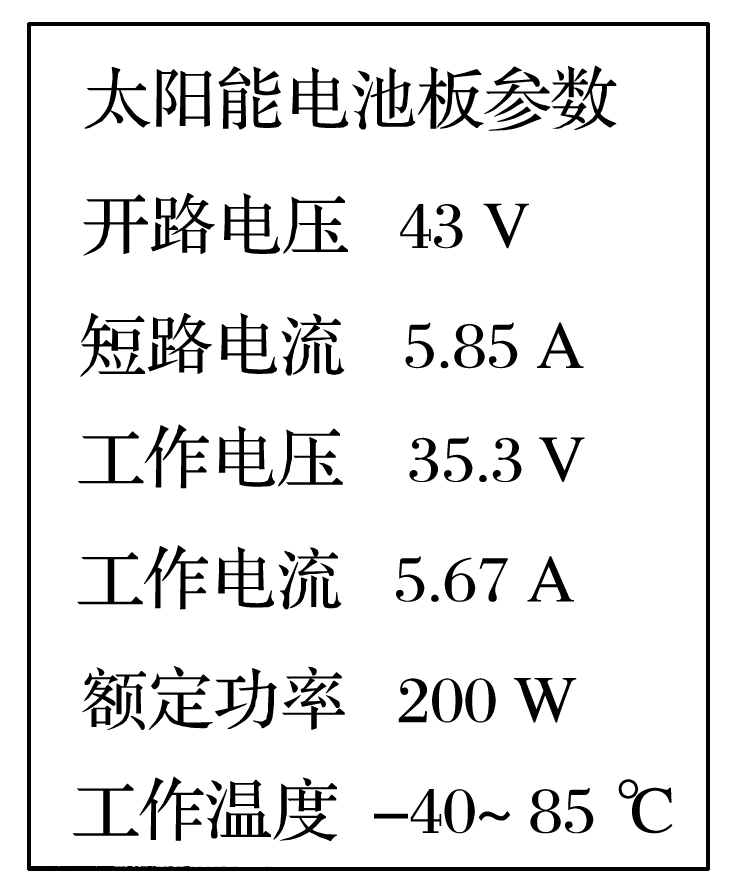 太阳能电池板参数
开路电压 43 V
短路电流 5.85 A
工作电压 35.3 V
工作电流 5.67 A
额定功率 200 W
工作温度 –40~ 85 ℃